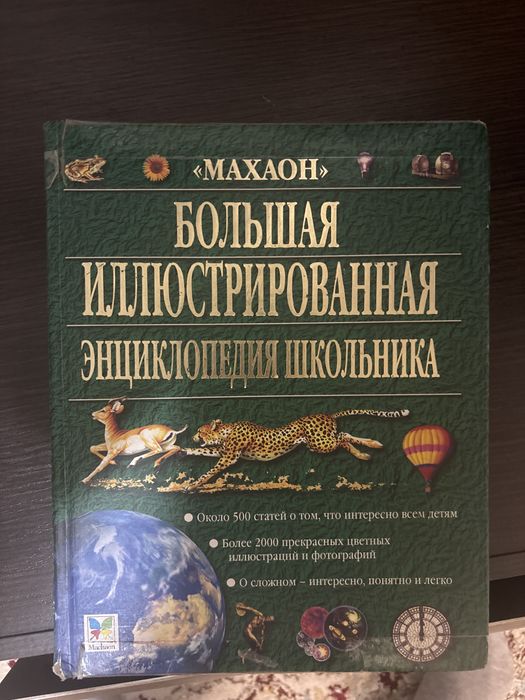 «МАХАОН»
БОЛЬШАЯ
ИЛЛЮСТРИРОВАННАЯ
ЭНЦИКЛОПЕДИЯ ШКОЛЬНИКА
● Около 500 статей о том, что интересно всем детям
● Более 2000 прекрасных цветных
иллюстраций и фотографий
● О сложном – интересно, понятно и легко
Machaon